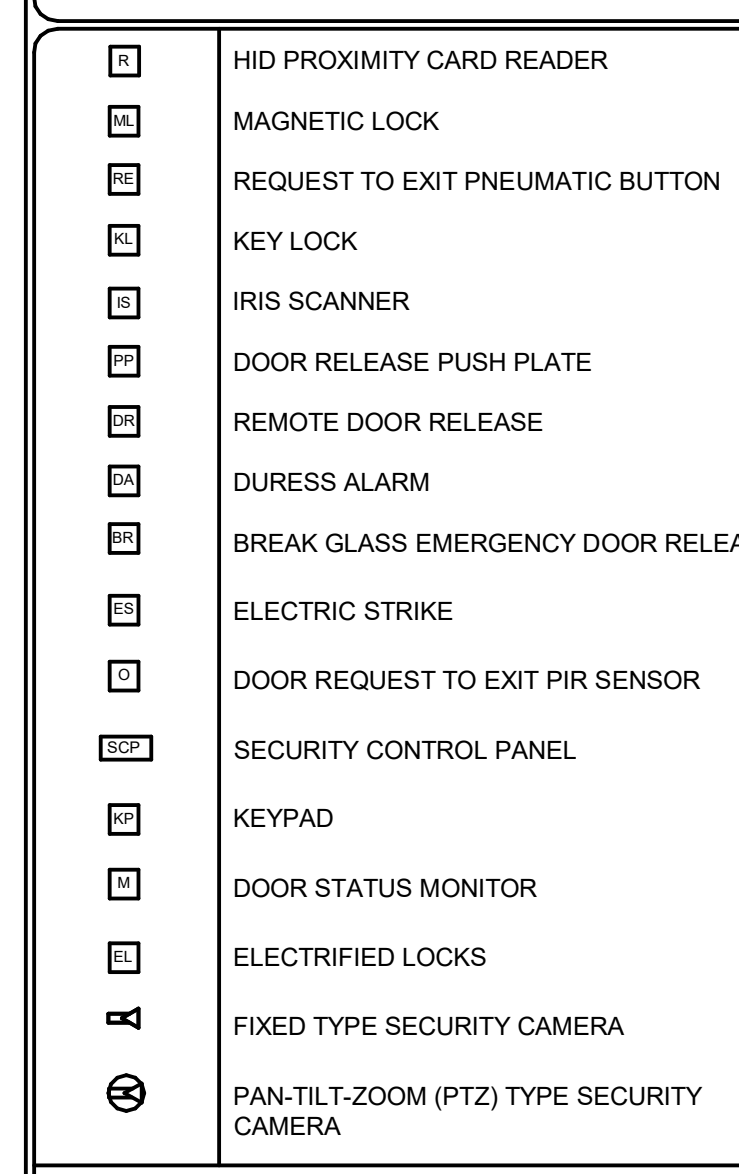 R HID PROXIMITY CARD READER
ML MAGNETIC LOCK
RE REQUEST TO EXIT PNEUMATIC BUTTON
KL KEY LOCK
IS IRIS SCANNER
PP DOOR RELEASE PUSH PLATE
DR REMOTE DOOR RELEASE
DA DURESS ALARM
BR BREAK GLASS EMERGENCY DOOR RELEA
ES ELECTRIC STRIKE
O DOOR REQUEST TO EXIT PIR SENSOR
SCP SECURITY CONTROL PANEL
KP KEYPAD
M DOOR STATUS MONITOR
EL ELECTRIFIED LOCKS
FIXED TYPE SECURITY CAMERA
PAN-TILT-ZOOM (PTZ) TYPE SECURITY
CAMERA